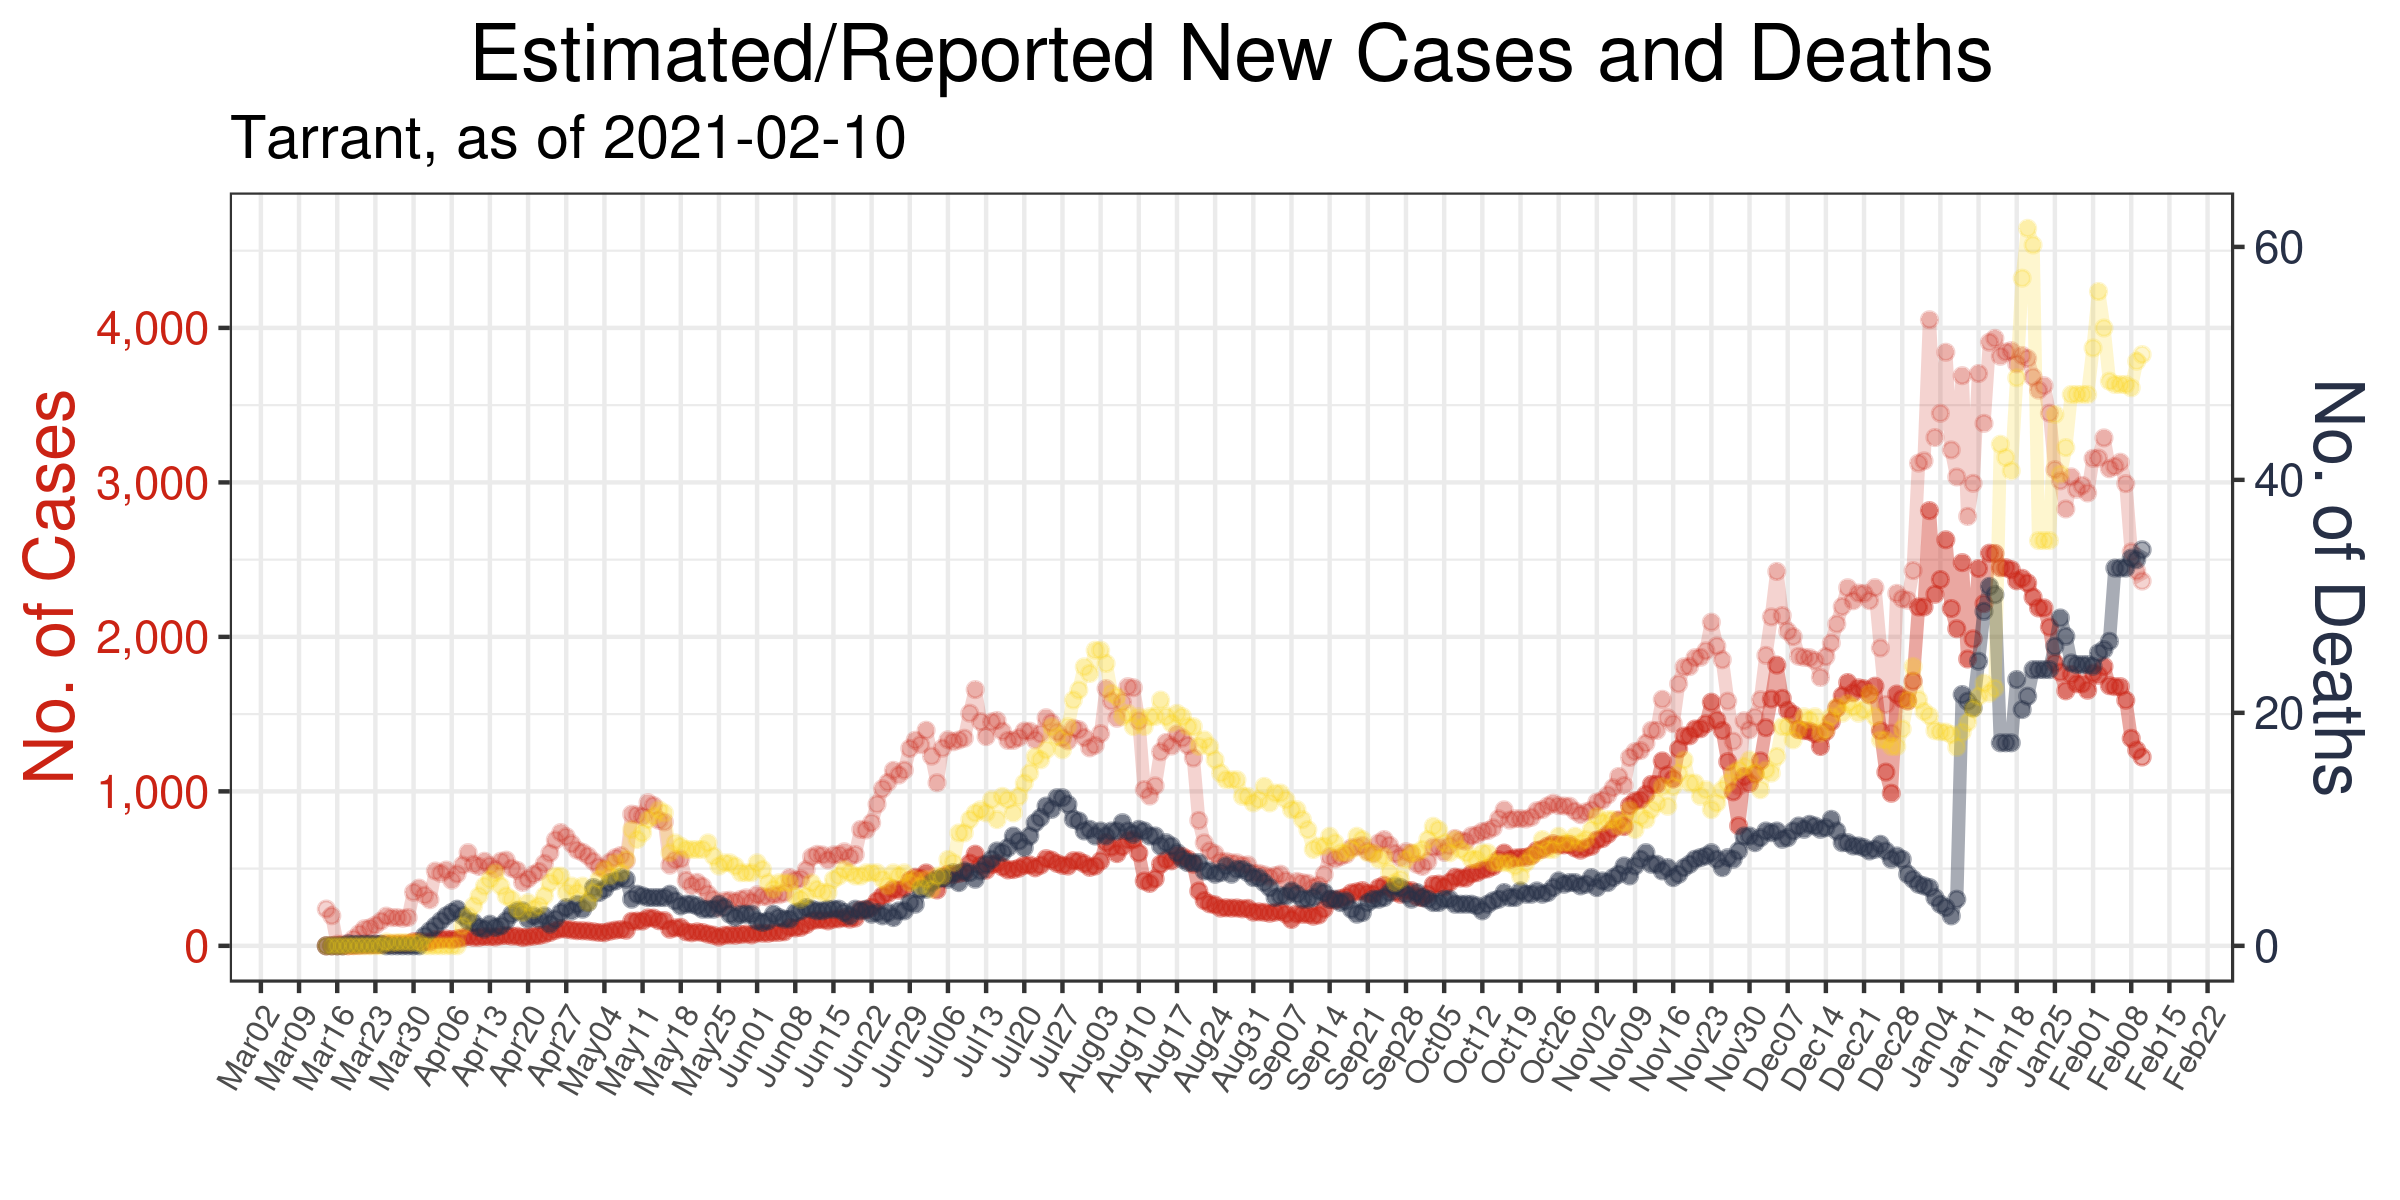 Estimated/Reported New Cases and Deaths
Tarrant, as of 2021-02-10
No. of Cases
4,000
3,000
2,000
1,000
0
60
40
20
0
No. of Deaths
Mar02
Mar09
Mar16
Mar23
Mar30
Apr06
Apr13
Apr20
Apr27
May04
May11
May18
May25
Jun01
Jun08
Jun15
Jun22
Jun29
Jul06
Jul13
Jul20
Jul27
Aug03
Aug10
Aug17
Aug24
Aug31
Sep07
Sep14
Sep21
Sep28
Oct05
Oct12
Oct19
Oct26
Nov02
Nov09
Nov16
Nov23
Nov30
Dec07
Dec14
Dec21
Dec28
Jan04
Jan11
Jan18
Jan25
Feb01
Feb08
Feb15
Feb22